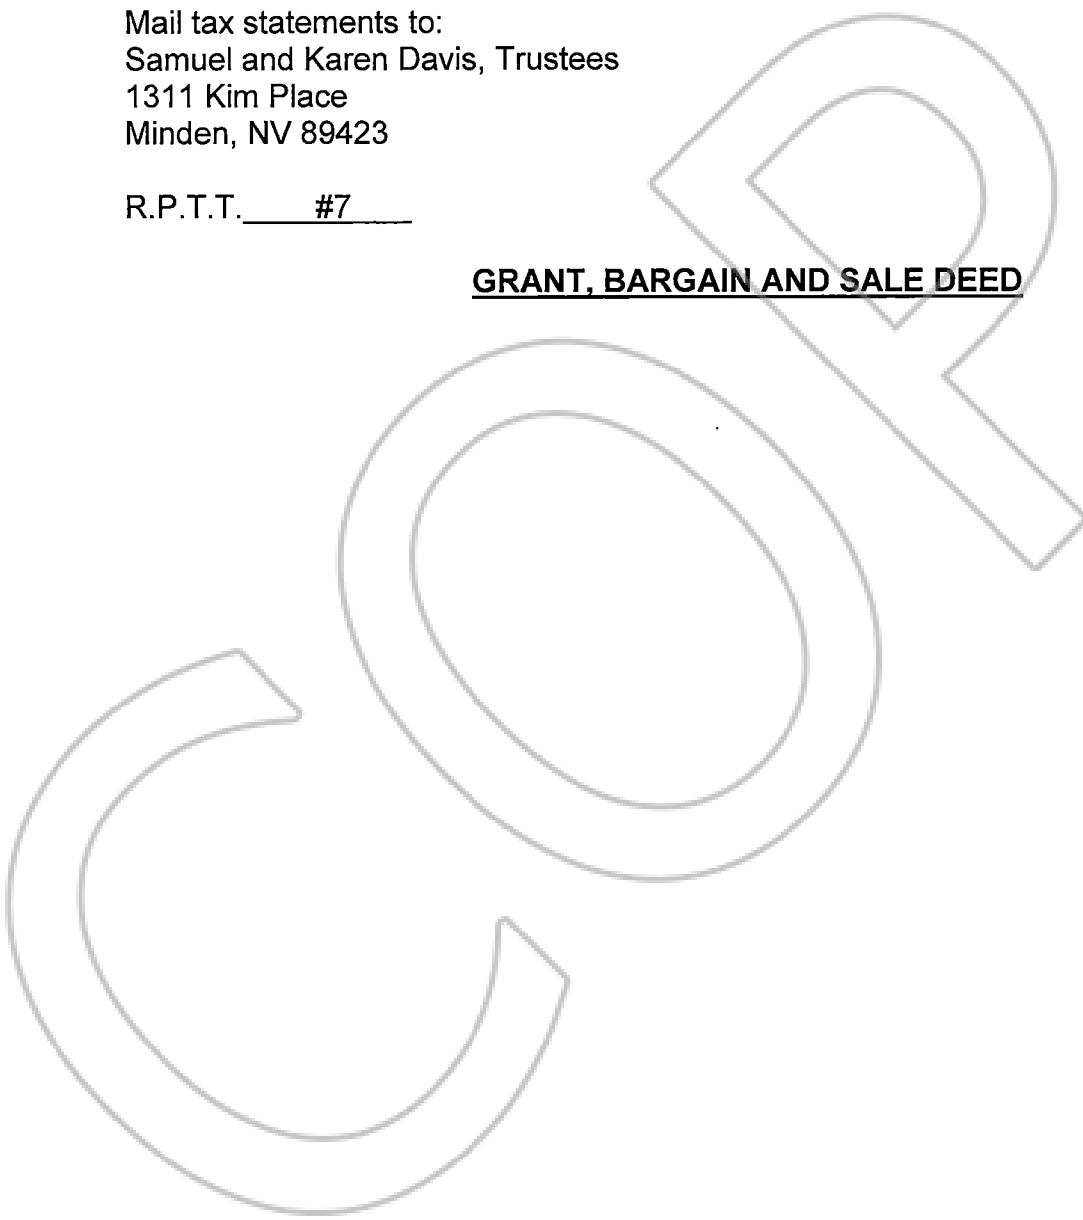 Mail tax statements to:
Samuel and Karen Davis, Trustees
1311 Kim Place
Minden, NV 89423
R.P.T.T. #7
GRANT, BARGAIN AND SALE DEED
COP